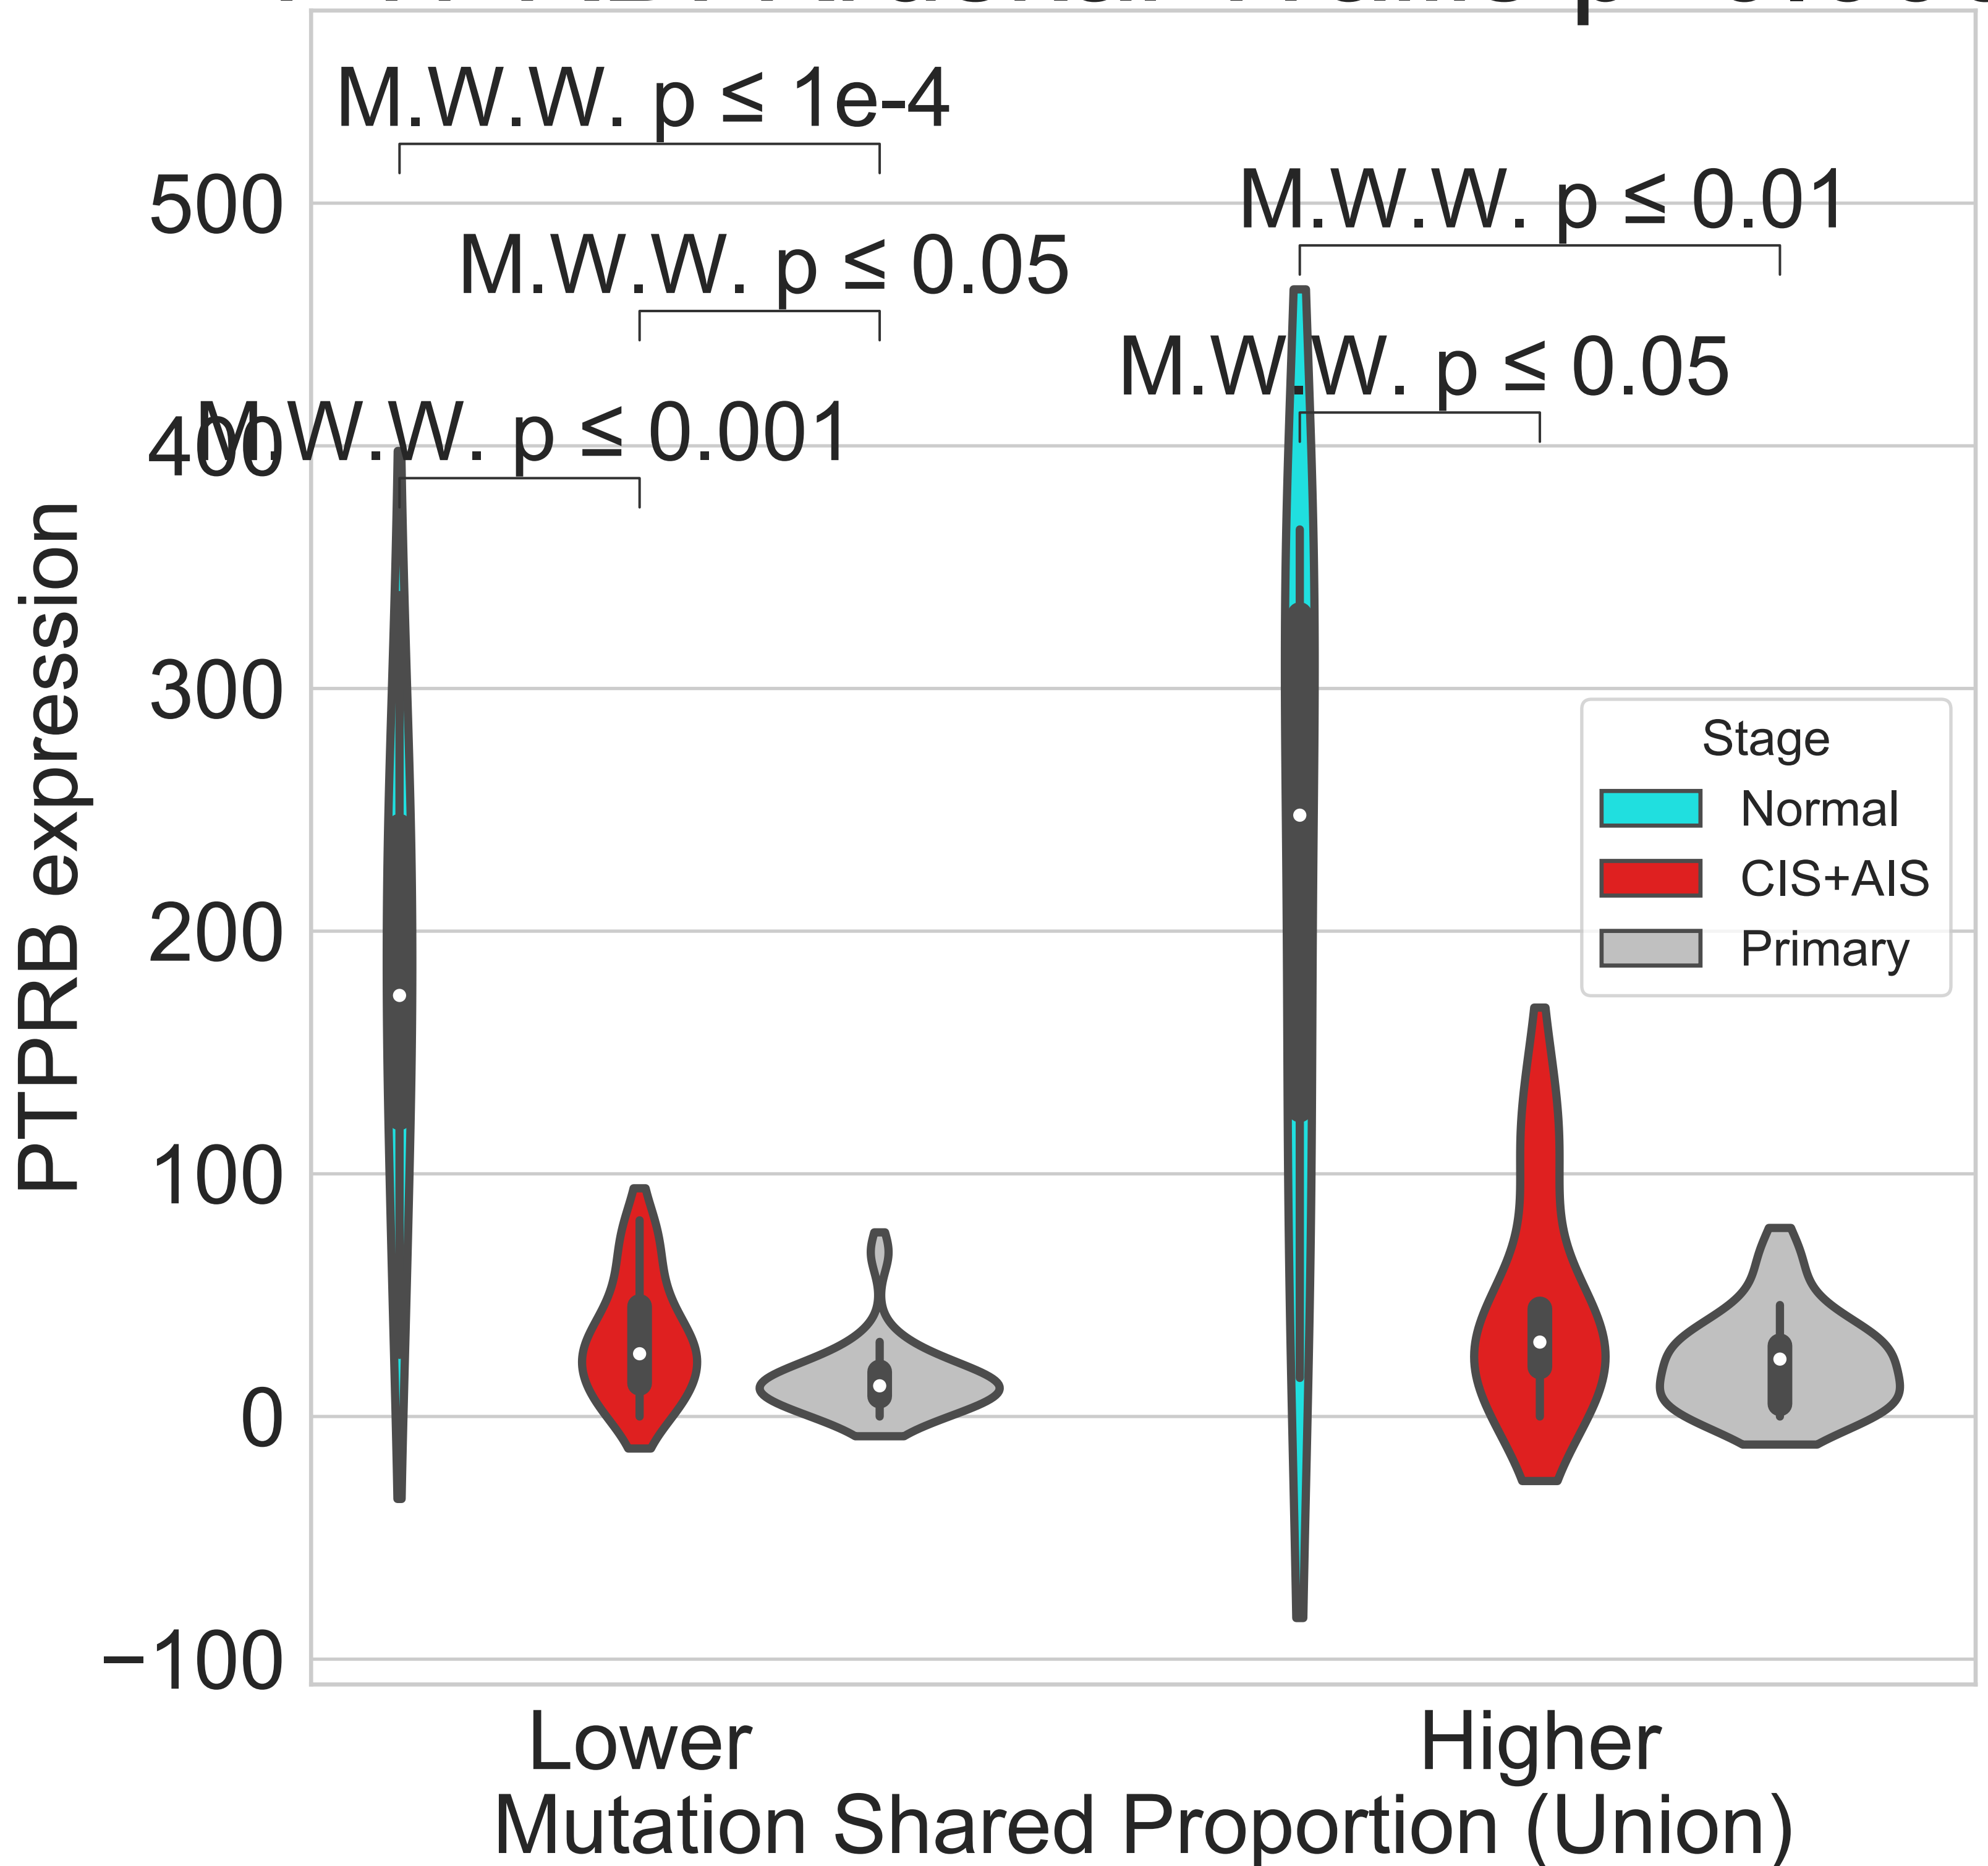 M.W.W. p ≤ 1e-4
M.W.W. p ≤ 0.01
M.W.W. p ≤ 0.05
M.W.W. p ≤ 0.05
M.W.W. p ≤ 0.001
500
400
300
200
100
0
−100
PTPRB expression
Stage
Normal
CIS+AIS
Primary
Lower
Higher
Mutation Shared Proportion (Union)